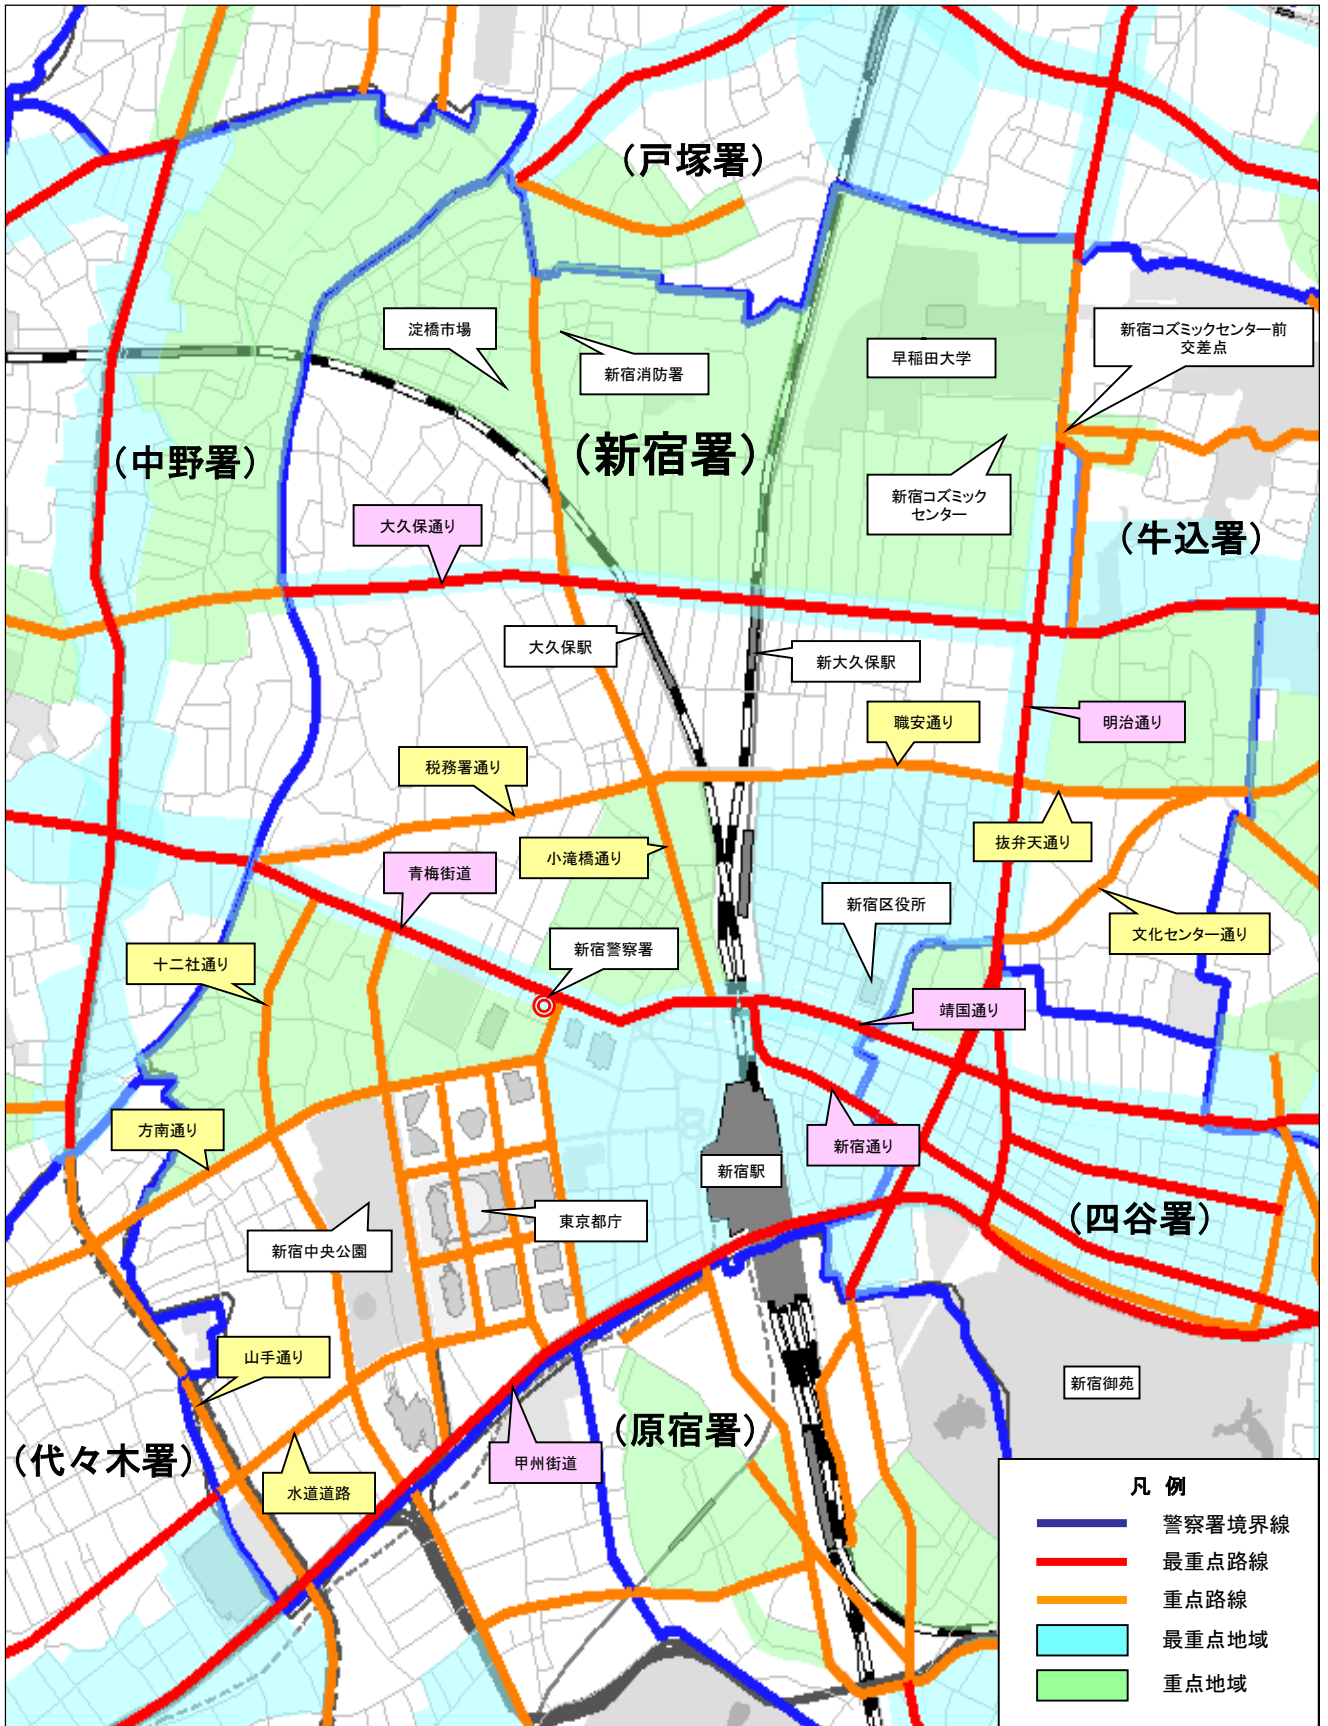 （戸塚署）
淀橋市場
新宿消防署
早稲田大学
新宿コズミックセンター前
交差点
（新宿署）
（中野署）
新宿コズミック
センター
大久保通り
（牛込署）
大久保駅
新大久保駅
職安通り
明治通り
税務署通り
小滝橋通り
抜弁天通り
青梅街道
新宿区役所
文化センター通り
新宿警察署
十二社通り
靖国通り
方南通り
新宿通り
新宿駅
東京都庁
（四谷署）
新宿中央公園
山手通り
新宿御苑
（原宿署）
（代々木署）
甲州街道
水道道路
凡 例
警察署境界線
最重点路線
重点路線
最重点地域
重点地域